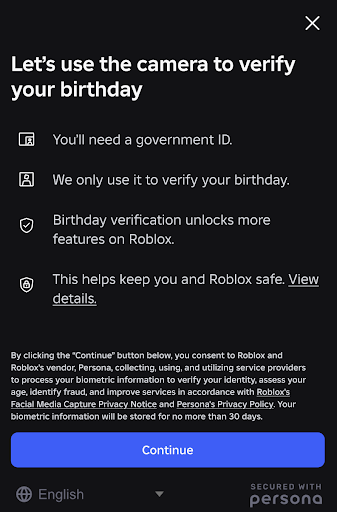 Let's use the camera to verify
your birthday
You'll need a government ID.
We only use it to verify your birthday.
Birthday verification unlocks more
features on Roblox.
This helps keep you and Roblox safe. View
details.
By clicking the "Continue" button below, you consent to Roblox and
Roblox's vendor, Persona, collecting, using, and utilizing service providers
to process your biometric information to verify your identity, assess your
age, identify fraud, and improve services in accordance with Roblox's
Facial Media Capture Privacy Notice and Persona's Privacy Policy. Your
biometric information will be stored for no more than 30 days.
Continue
English
SECURED WITH
persona